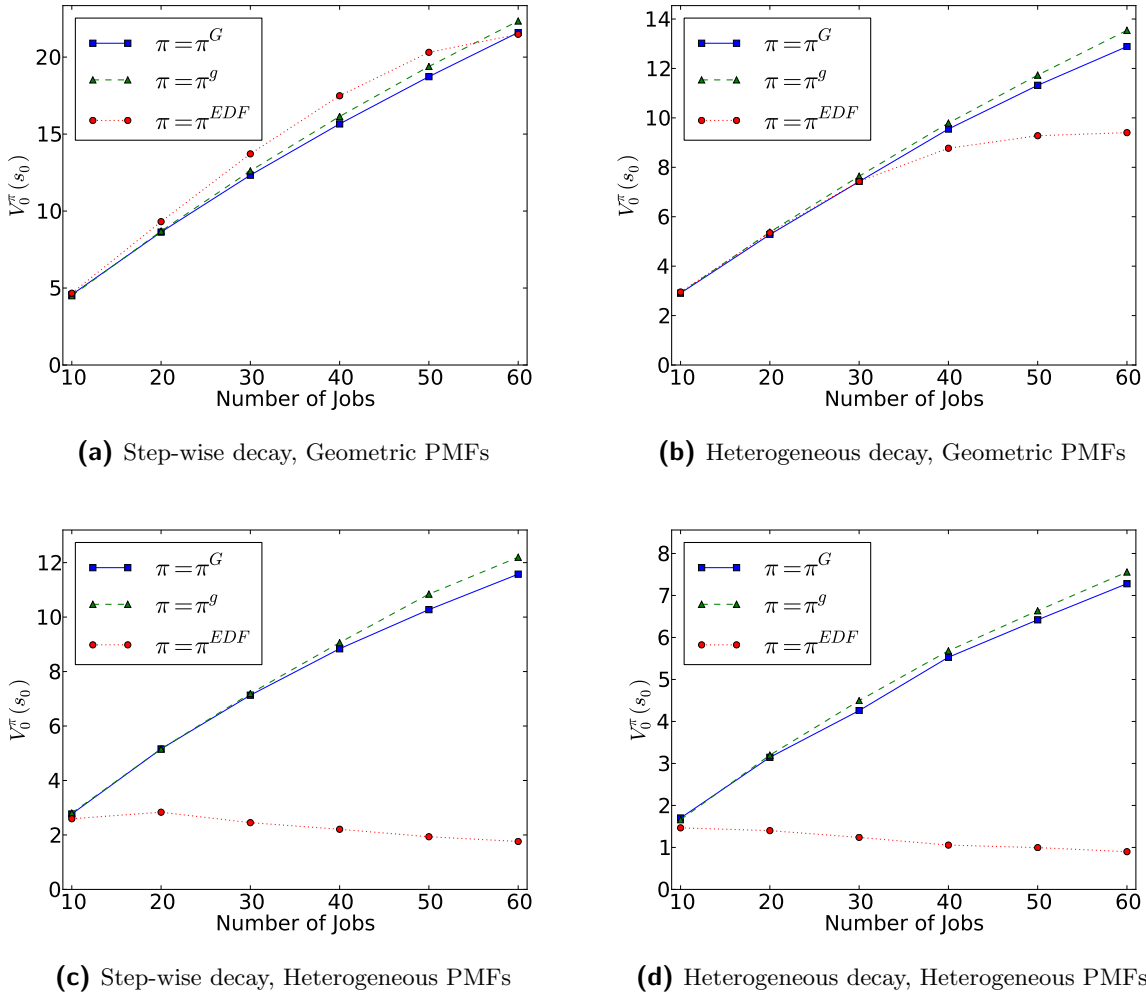 π = π^G
π = π^g
π = π^EDF
V_0^π(s_0)
20
15
10
5
0
10 20 30 40 50 60
Number of Jobs
(a) Step-wise decay, Geometric PMFs
π = π^G
π = π^g
π = π^EDF
V_0^π(s_0)
14
12
10
8
6
4
2
0
10 20 30 40 50 60
Number of Jobs
(b) Heterogeneous decay, Geometric PMFs
π = π^G
π = π^g
π = π^EDF
V_0^π(s_0)
12
10
8
6
4
2
0
10 20 30 40 50 60
Number of Jobs
(c) Step-wise decay, Heterogeneous PMFs
π = π^G
π = π^g
π = π^EDF
V_0^π(s_0)
8
7
6
5
4
3
2
1
0
10 20 30 40 50 60
Number of Jobs
(d) Heterogeneous decay, Heterogeneous PMFs